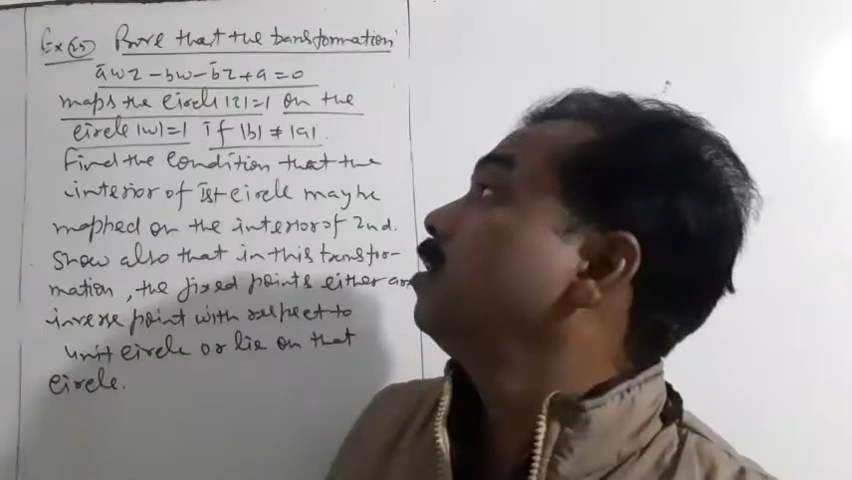 Ex (25) Prove that the transformation
āwz - bw - b̄z + a = 0
maps the circle |z|=1 on the
circle |w|=1 if |b| ≠ |a|.
Find the condition that the
interior of Ist circle may be
mapped on the interior of 2nd.
Show also that in this transfor-
mation, the fixed points either are
inverse point with respect to
unit circle or lie on that
circle.